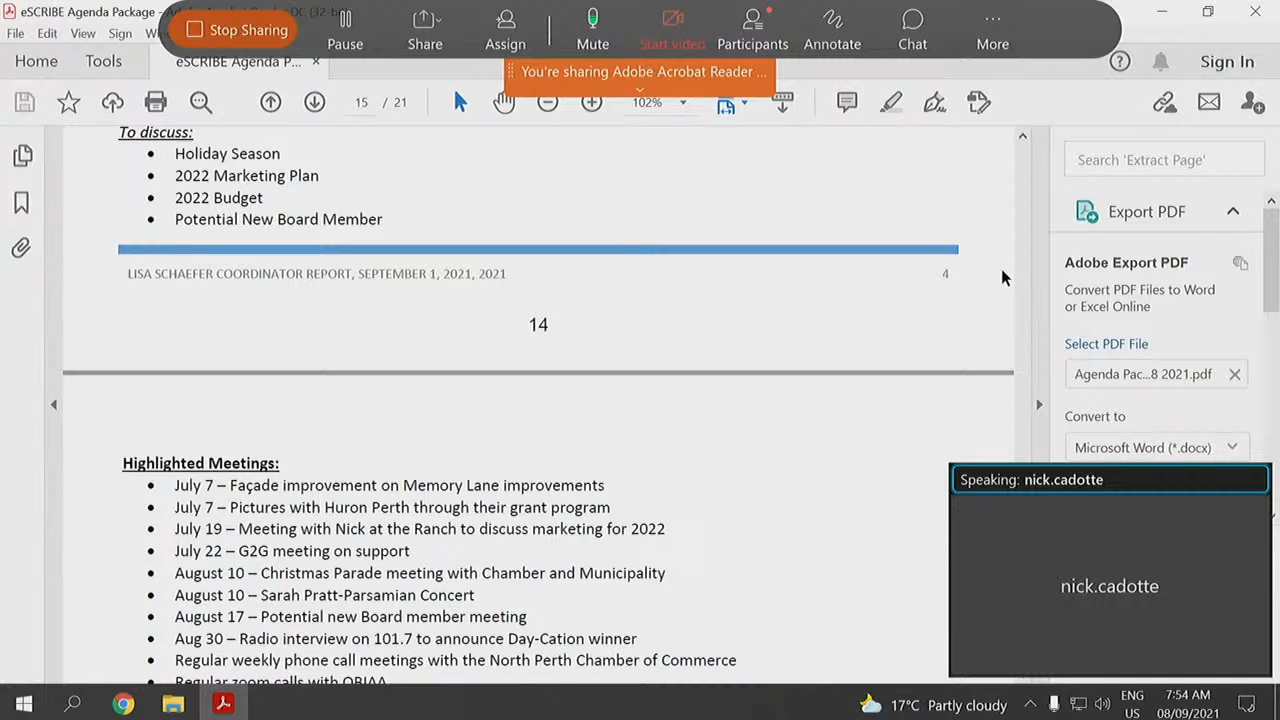 eSCRIBE Agenda Package - A
Stop Sharing
Pause
Share
Assign
Mute
Start video
Participants
Annotate
Chat
More
File Edit View Sign
Home Tools eSCRIBE Agenda P... ×
You're sharing Adobe Acrobat Reader ...
Sign In
15 / 21
102%
To discuss:
• Holiday Season
• 2022 Marketing Plan
• 2022 Budget
• Potential New Board Member
LISA SCHAEFER COORDINATOR REPORT, SEPTEMBER 1, 2021, 2021 4
14
Highlighted Meetings:
• July 7 – Façade improvement on Memory Lane improvements
• July 7 – Pictures with Huron Perth through their grant program
• July 19 – Meeting with Nick at the Ranch to discuss marketing for 2022
• July 22 – G2G meeting on support
• August 10 – Christmas Parade meeting with Chamber and Municipality
• August 10 – Sarah Pratt-Parsamian Concert
• August 17 – Potential new Board member meeting
• Aug 30 – Radio interview on 101.7 to announce Day-Cation winner
• Regular weekly phone call meetings with the North Perth Chamber of Commerce
• Regular zoom calls with OBIAA
Search 'Extract Page'
Export PDF
Adobe Export PDF
Convert PDF Files to Word
or Excel Online
Select PDF File
Agenda Pac...8 2021.pdf
Convert to
Microsoft Word (*.docx)
Speaking: nick.cadotte
nick.cadotte
17°C Partly cloudy
ENG
US
7:54 AM
08/09/2021